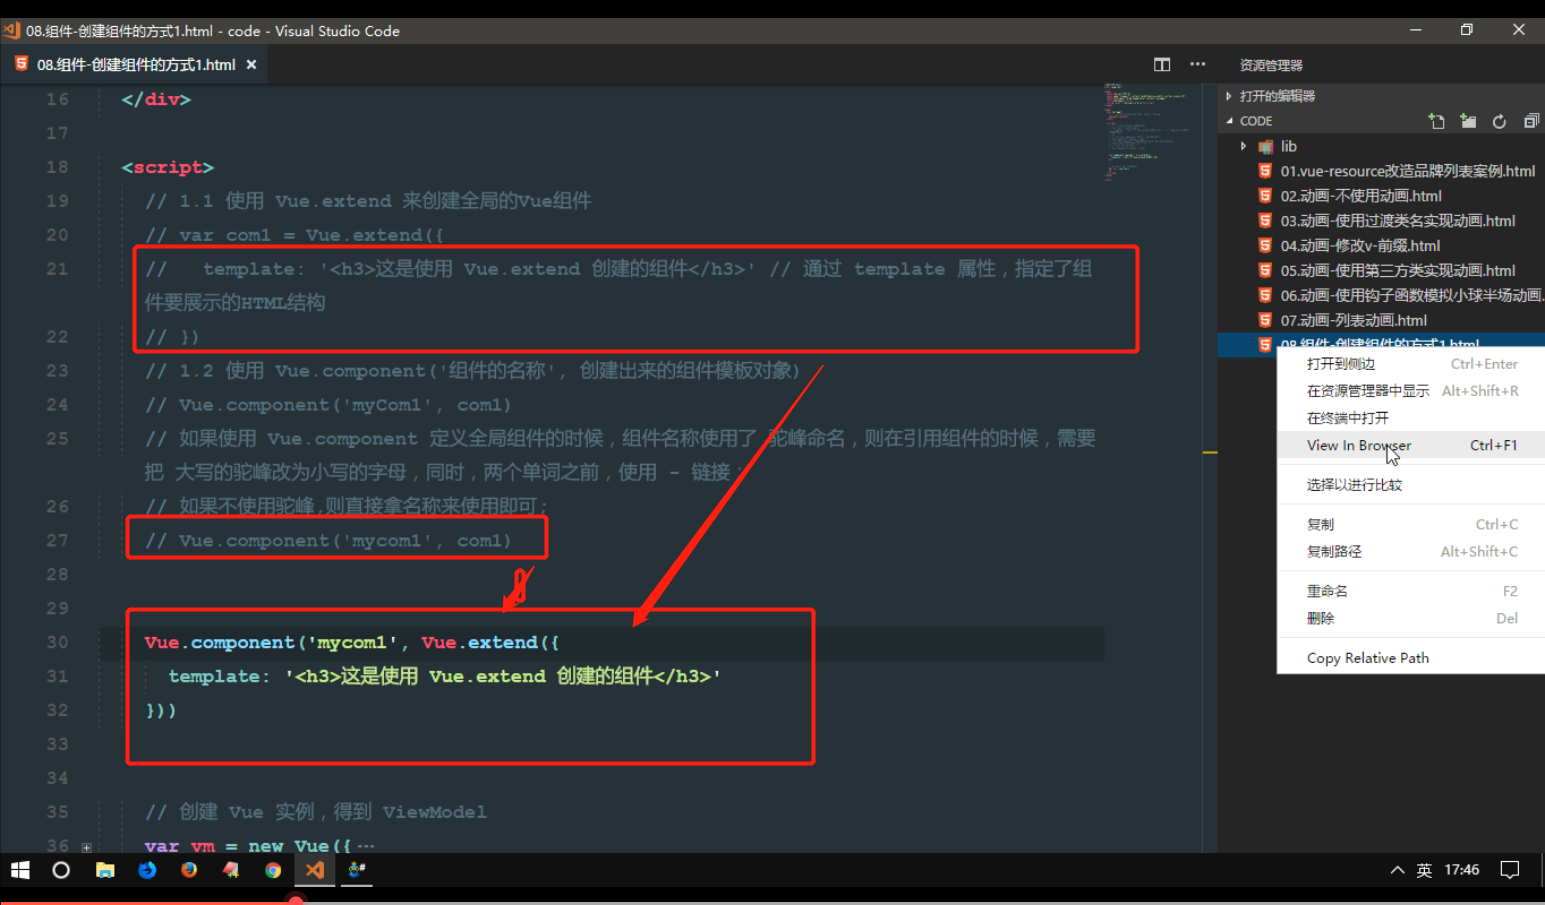 08.组件-创建组件的方式1.html - code - Visual Studio Code
08.组件-创建组件的方式1.html
16 </div>
17
18 <script>
19 // 1.1 使用 Vue.extend 来创建全局的Vue组件
20 // var com1 = Vue.extend({
21 // template: '<h3>这是使用 Vue.extend 创建的组件</h3>' // 通过 template 属性，指定了组
件要展示的HTML结构
22 // })
23 // 1.2 使用 Vue.component('组件的名称', 创建出来的组件模板对象)
24 // Vue.component('myCom1', com1)
25 // 如果使用 Vue.component 定义全局组件的时候，组件名称使用了 驼峰命名，则在引用组件的时候，需要
把 大写的驼峰改为小写的字母，同时，两个单词之前，使用 - 链接；
26 // 如果不使用驼峰,则直接拿名称来使用即可;
27 // Vue.component('mycom1', com1)
28
29
30 Vue.component('mycom1', Vue.extend({
31 template: '<h3>这是使用 Vue.extend 创建的组件</h3>'
32 }))
33
34
35 // 创建 Vue 实例，得到 ViewModel
36 var vm = new Vue({
资源管理器
打开的编辑器
CODE
lib
01.vue-resource改造品牌列表案例.html
02.动画-不使用动画.html
03.动画-使用过渡类名实现动画.html
04.动画-修改v-前缀.html
05.动画-使用第三方类实现动画.html
06.动画-使用钩子函数模拟小球半场动画.
07.动画-列表动画.html
08.组件-创建组件的方式1.html
打开到侧边 Ctrl+Enter
在资源管理器中显示 Alt+Shift+R
在终端中打开
View In Browser Ctrl+F1
选择以进行比较
复制 Ctrl+C
复制路径 Alt+Shift+C
重命名 F2
删除 Del
Copy Relative Path
英 17:46